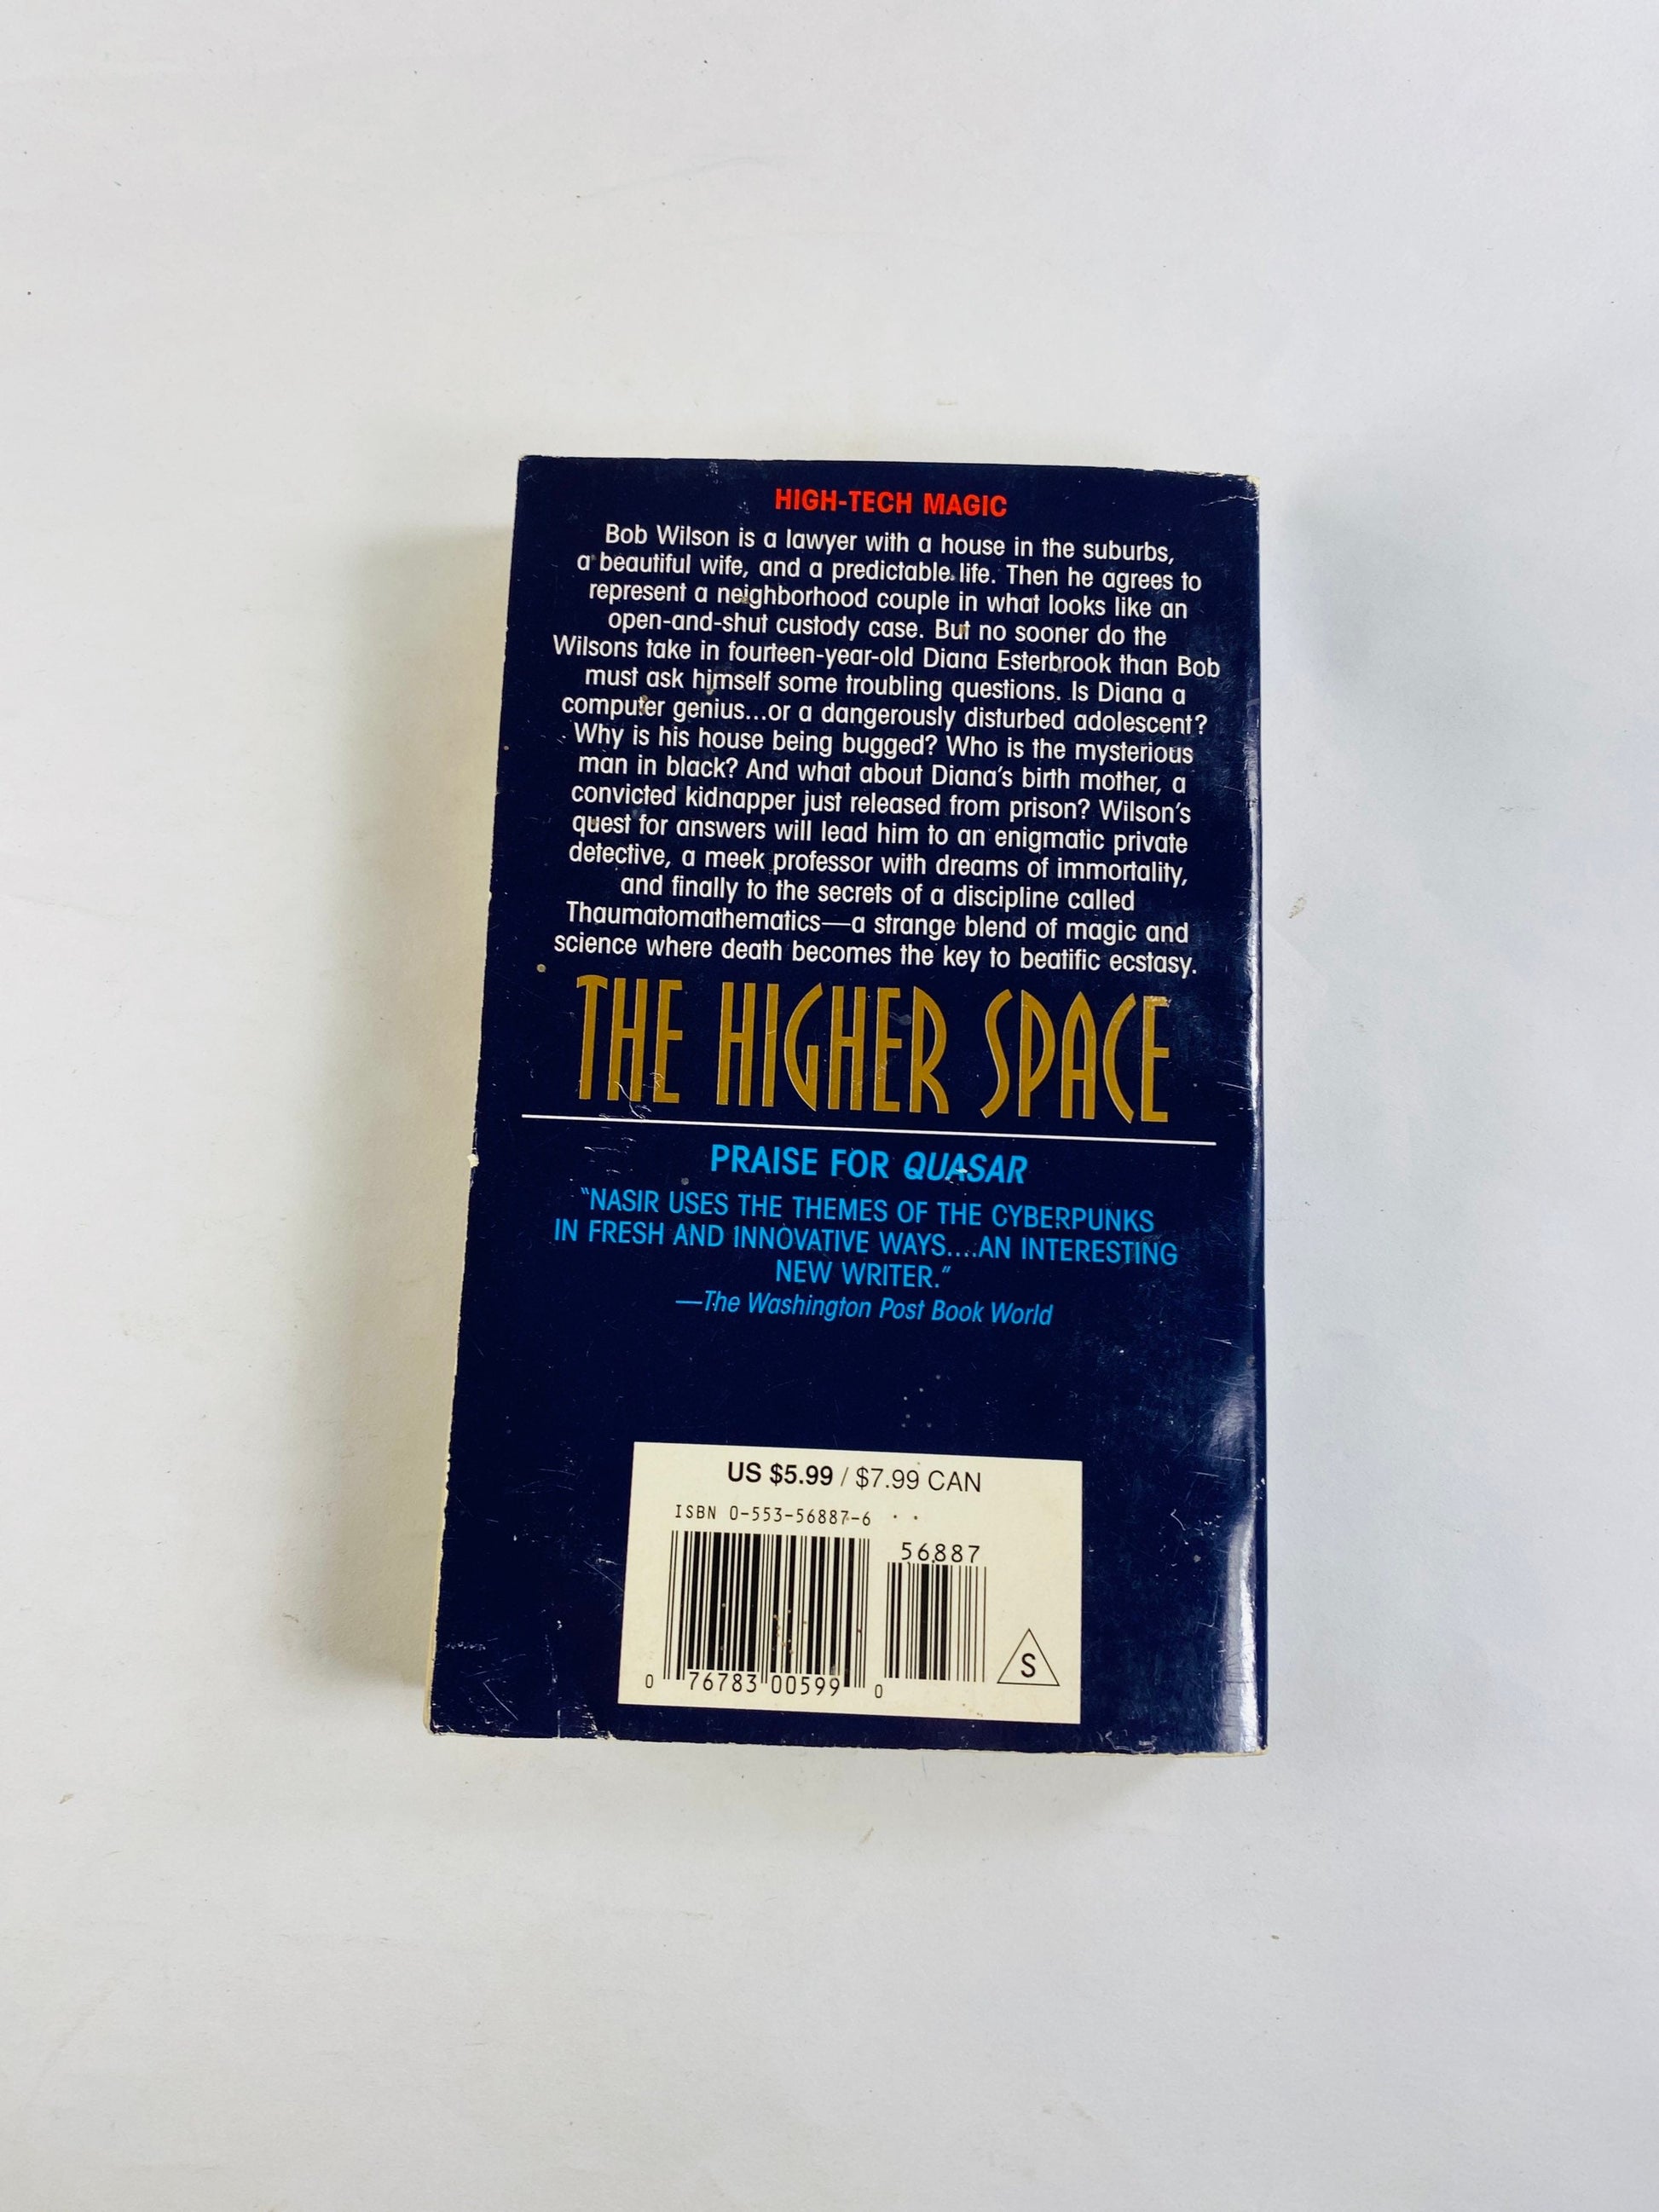 HIGH-TECH MAGIC
Bob Wilson is a lawyer with a house in the suburbs,
a beautiful wife, and a predictable life. Then he agrees to
represent a neighborhood couple in what looks like an
open-and-shut custody case. But no sooner do the
Wilsons take in fourteen-year-old Diana Esterbrook than Bob
must ask himself some troubling questions. Is Diana a
computer genius...or a dangerously disturbed adolescent?
Why is his house being bugged? Who is the mysterious
man in black? And what about Diana's birth mother, a
convicted kidnapper just released from prison? Wilson's
quest for answers will lead him to an enigmatic private
detective, a meek professor with dreams of immortality,
and finally to the secrets of a discipline called
Thaumatomathematics—a strange blend of magic and
science where death becomes the key to beatific ecstasy.
THE HIGHER SPACE
PRAISE FOR QUASAR
"NASIR USES THE THEMES OF THE CYBERPUNKS
IN FRESH AND INNOVATIVE WAYS....AN INTERESTING
NEW WRITER."
—The Washington Post Book World
US $5.99 / $7.99 CAN
ISBN 0-553-56887-6
56887
0 76783 00599 0
S